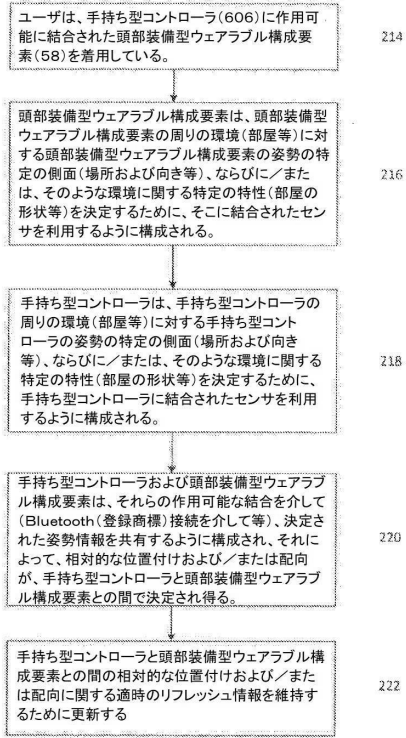 ユーザは、手持ち型コントローラ(606)に作用可
能に結合された頭部装備型ウェアラブル構成要
素(58)を着用している。
214
頭部装備型ウェアラブル構成要素は、頭部装備型
ウェアラブル構成要素の周りの環境(部屋等)に対
する頭部装備型ウェアラブル構成要素の姿勢の特
定の側面(場所および向き等)、ならびに/また
は、そのような環境に関する特定の特性(部屋の
形状等)を決定するために、そこに結合されたセン
サを利用するように構成される。
216
手持ち型コントローラは、手持ち型コントローラの
周りの環境(部屋等)に対する手持ち型コント
ローラの姿勢の特定の側面(場所および向き
等)、ならびに/または、そのような環境に関する
特定の特性(部屋の形状等)を決定するために、
手持ち型コントローラに結合されたセンサを利用
するように構成される。
218
手持ち型コントローラおよび頭部装備型ウェアラブ
ル構成要素は、それらの作用可能な結合を介して
(Bluetooth(登録商標)接続を介して等)、決定さ
れた姿勢情報を共有するように構成され、それに
よって、相対的な位置付けおよび/または配向
が、手持ち型コントローラと頭部装備型ウェアラブ
ル構成要素との間で決定され得る。
220
手持ち型コントローラと頭部装備型ウェアラブル構
成要素との間の相対的な位置付けおよび/また
は配向に関する適時のリフレッシュ情報を維持す
るために更新する
222